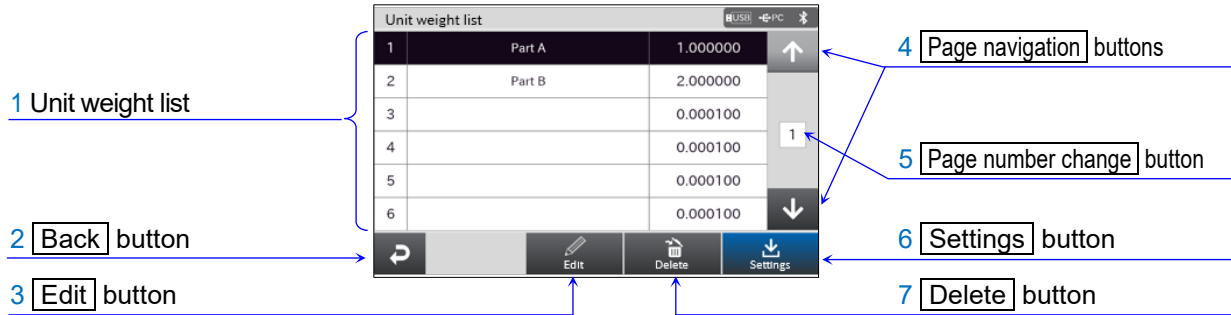 Unit weight list
USB PC
1 Part A 1.000000
2 Part B 2.000000
3 0.000100
4 0.000100
5 0.000100
6 0.000100
1
Edit Delete Settings
1 Unit weight list
2 Back button
3 Edit button
4 Page navigation buttons
5 Page number change button
6 Settings button
7 Delete button